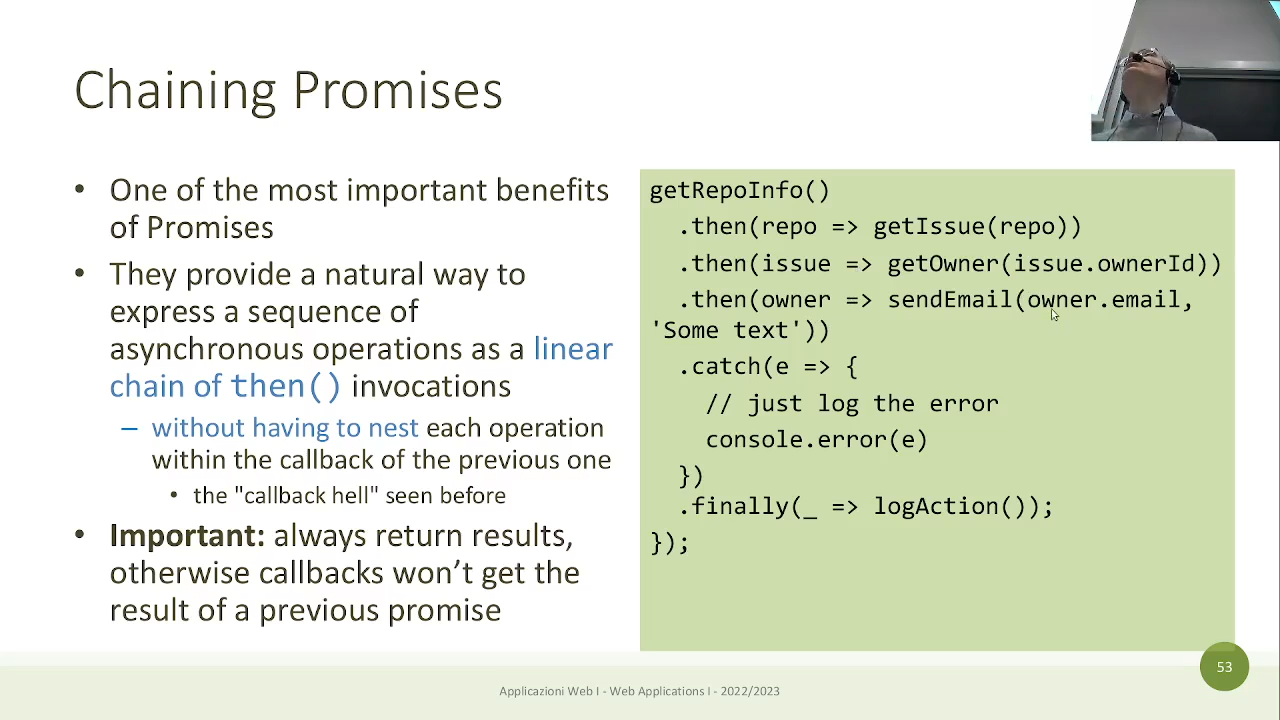 Chaining Promises
• One of the most important benefits
of Promises
• They provide a natural way to
express a sequence of
asynchronous operations as a linear
chain of then() invocations
– without having to nest each operation
within the callback of the previous one
• the "callback hell" seen before
• Important: always return results,
otherwise callbacks won’t get the
result of a previous promise
getRepoInfo()
.then(repo => getIssue(repo))
.then(issue => getOwner(issue.ownerId))
.then(owner => sendEmail(owner.email,
'Some text'))
.catch(e => {
// just log the error
console.error(e)
})
.finally(_ => logAction());
});
53
Applicazioni Web I - Web Applications I - 2022/2023